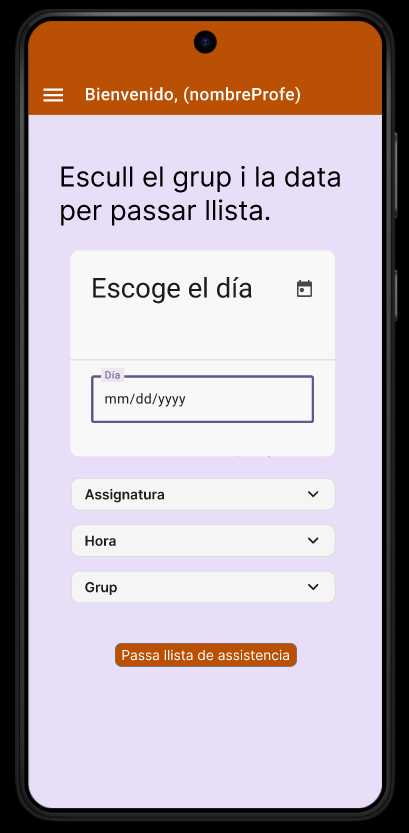 Bienvenido, (nombreProfe)
Escull el grup i la data
per passar llista.
Escoge el día
Día
mm/dd/yyyy
Assignatura
Hora
Grup
Passa llista de assistencia